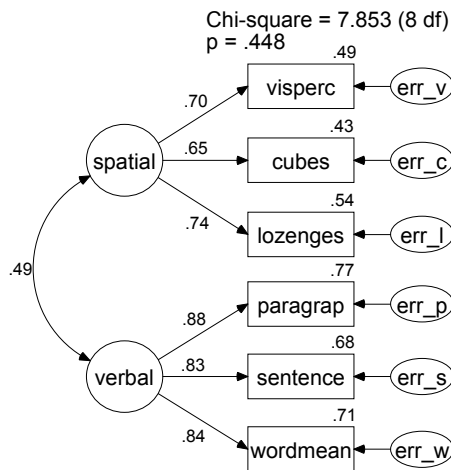 Chi-square = 7.853 (8 df)
p = .448
.49
.70
visperc
err_v
.43
spatial
.65
cubes
err_c
.54
.74
lozenges
err_l
.49
.77
.88
paragrap
err_p
.68
verbal
.83
sentence
err_s
.71
.84
wordmean
err_w